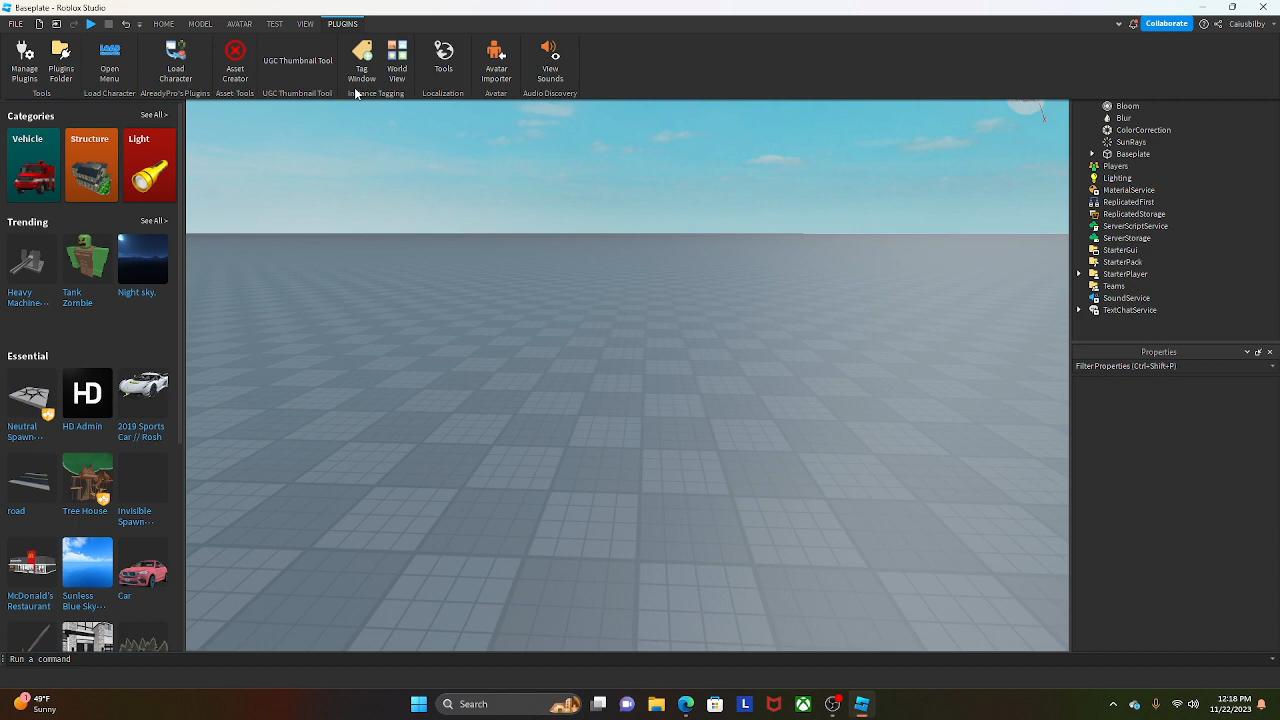 Baseplate - Roblox Studio
FILE HOME MODEL AVATAR TEST VIEW PLUGINS Collaborate Caiusbilby
Manage Plugins
Plugins Folder
Open Menu
Load Character
Asset Creator
UGC Thumbnail Tool
Tag Window
World View
Tools
Avatar Importer
View Sounds
Tools Load Character AlreadyPro's Plugins Asset Tools UGC Thumbnail Tool Instance Tagging Localization Avatar Audio Discovery
Categories See All >
Vehicle Structure Light
Trending See All >
Heavy Machine-··
Tank Zombie
Night sky.
Essential See All >
Neutral Spawn-··
HD
HD Admin
2019 Sports Car // Rosh
road
Tree House
Invisible Spawn-··
McDonald's Restaurant
Sunless Blue Sky-··
Car
Bloom
Blur
ColorCorrection
SunRays
Baseplate
Players
Lighting
MaterialService
ReplicatedFirst
ReplicatedStorage
ServerScriptService
ServerStorage
StarterGui
StarterPack
StarterPlayer
Teams
SoundService
TextChatService
Properties
Filter Properties (Ctrl+Shift+P)
Run a command
1
49°F
Sunny
Search
L
12:18 PM
11/22/2023